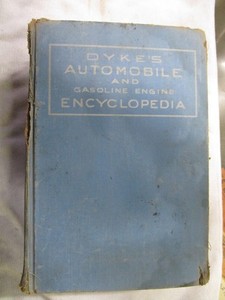 DYKE'S
AUTOMOBILE
AND
GASOLINE ENGINE
ENCYCLOPEDIA